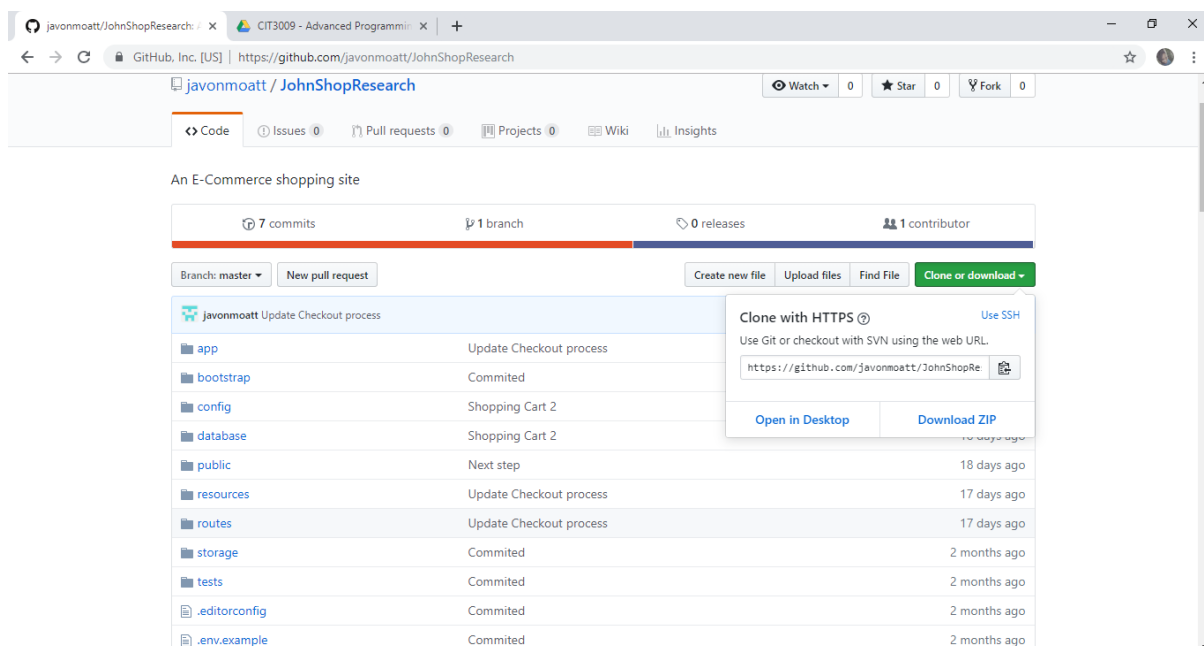 javonmoatt/JohnShopResearch: A
CIT3009 - Advanced Programmin
GitHub, Inc. [US] | https://github.com/javonmoatt/JohnShopResearch
javonmoatt / JohnShopResearch
Watch 0 Star 0 Fork 0
Code Issues 0 Pull requests 0 Projects 0 Wiki Insights
An E-Commerce shopping site
7 commits 1 branch 0 releases 1 contributor
Branch: master New pull request Create new file Upload files Find File Clone or download
javonmoatt Update Checkout process
Clone with HTTPS Use SSH
Use Git or checkout with SVN using the web URL.
https://github.com/javonmoatt/JohnShopRe
Open in Desktop Download ZIP
app Update Checkout process
bootstrap Commited
config Shopping Cart 2
database Shopping Cart 2 days ago
public Next step 18 days ago
resources Update Checkout process 17 days ago
routes Update Checkout process 17 days ago
storage Commited 2 months ago
tests Commited 2 months ago
.editorconfig Commited 2 months ago
.env.example Commited 2 months ago